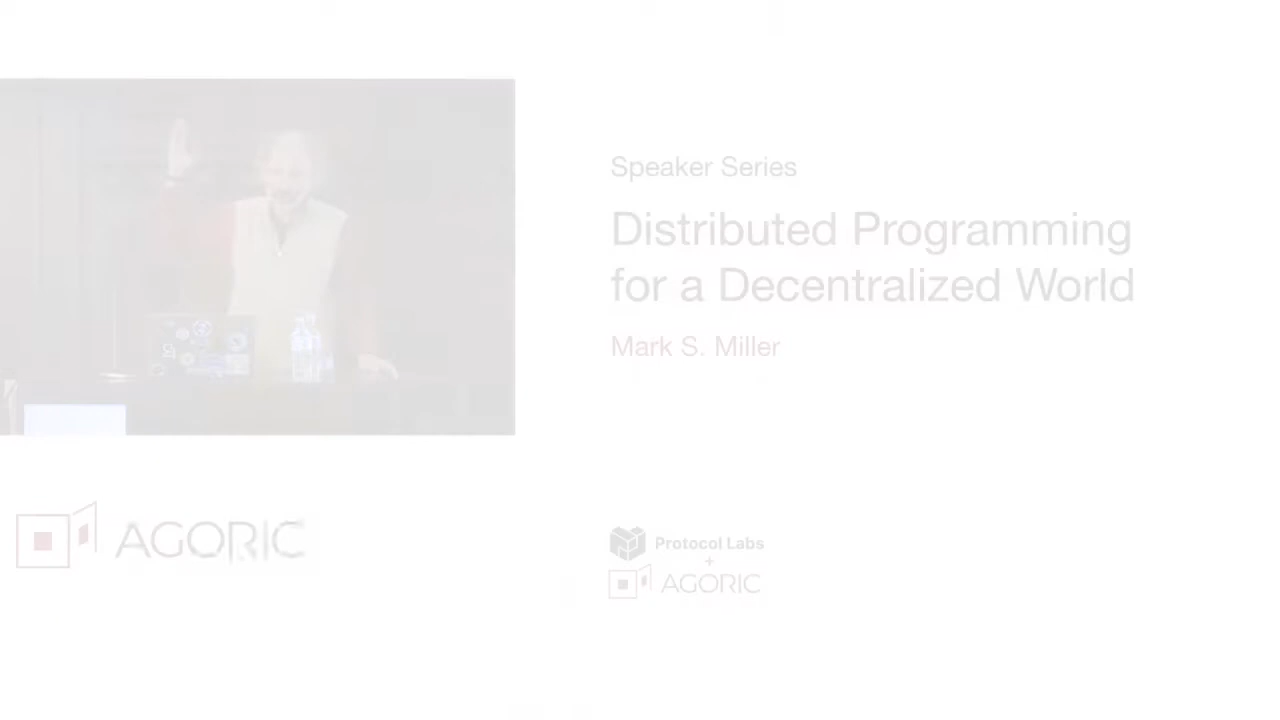 Speaker Series
Distributed Programming
for a Decentralized World
Mark S. Miller
AGORIC
Protocol Labs
+
AGORIC